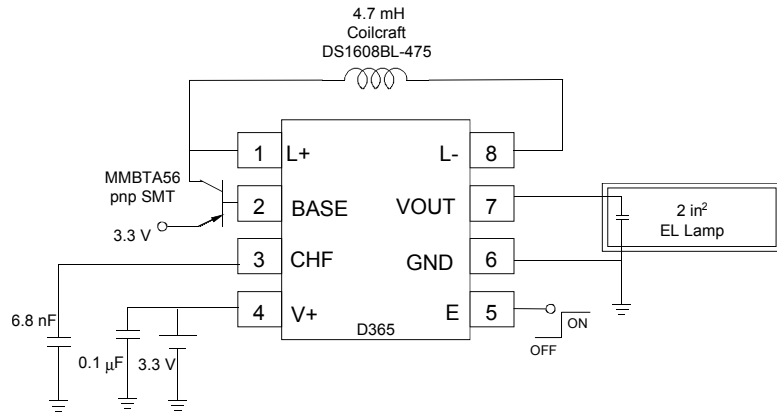 4.7 mH
Coilcraft
DS1608BL-475
1 L+
L- 8
MMBTA56
pnp SMT
2 BASE
VOUT 7
3.3 V
2 in²
EL Lamp
3 CHF
GND 6
4 V+
E 5
ON
OFF
D365
6.8 nF
0.1 μF
3.3 V